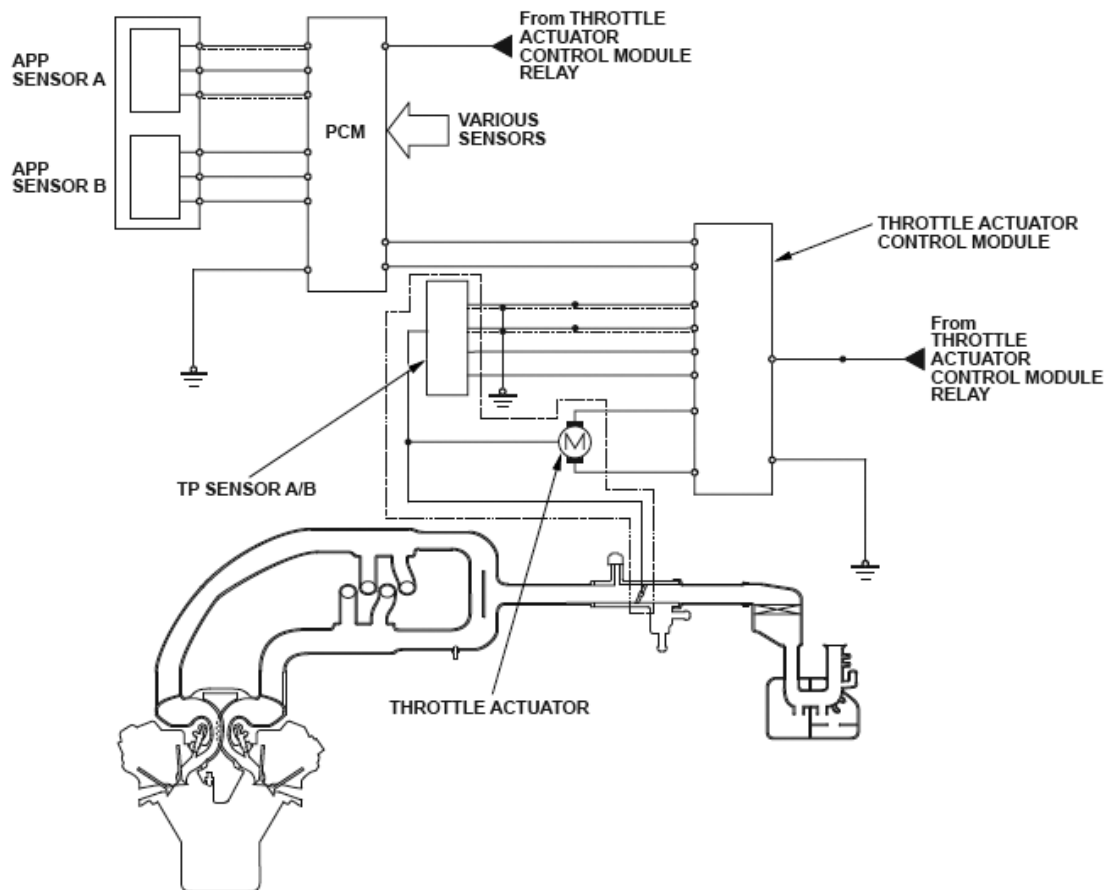 From THROTTLE
ACTUATOR
CONTROL MODULE
RELAY
APP
SENSOR A
PCM
VARIOUS
SENSORS
APP
SENSOR B
THROTTLE ACTUATOR
CONTROL MODULE
From
THROTTLE
ACTUATOR
CONTROL MODULE
RELAY
M
TP SENSOR A/B
THROTTLE ACTUATOR